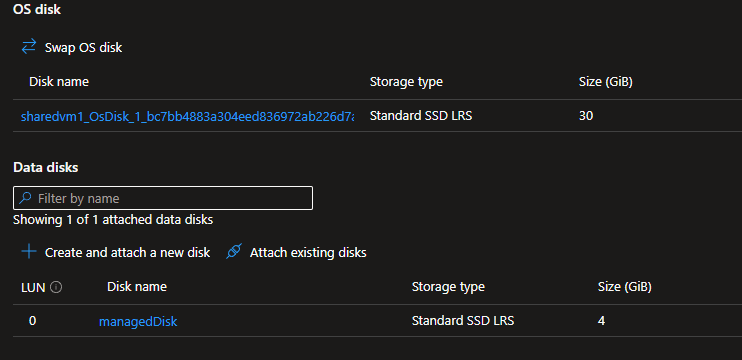 OS disk
Swap OS disk
Disk name Storage type Size (GiB)
sharedvm1_OsDisk_1_bc7bb4883a304eed836972ab226d7a Standard SSD LRS 30
Data disks
Filter by name
Showing 1 of 1 attached data disks
Create and attach a new disk Attach existing disks
LUN Disk name Storage type Size (GiB)
0 managedDisk Standard SSD LRS 4